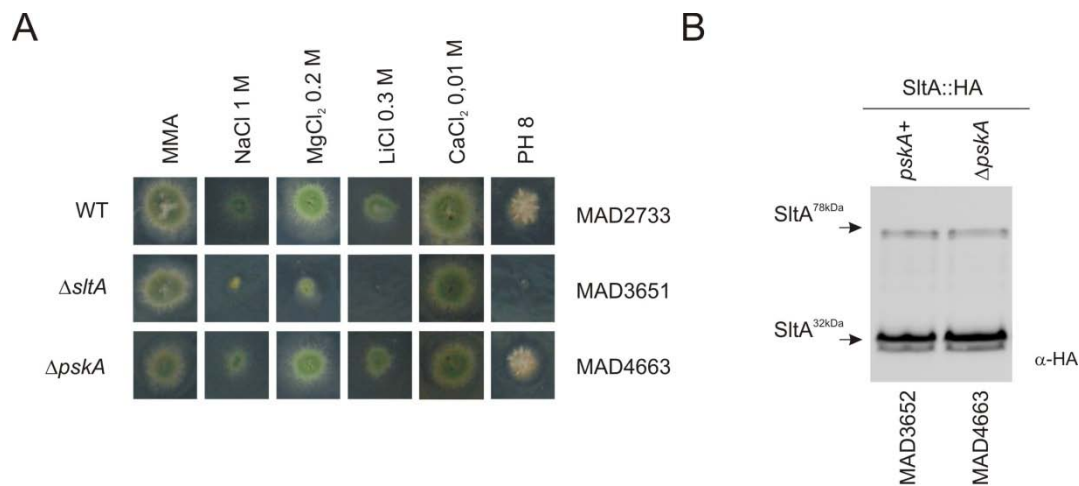 A
MMA
NaCl 1 M
MgCl₂ 0.2 M
LiCl 0.3 M
CaCl₂ 0,01 M
PH 8
WT
MAD2733
ΔsltA
MAD3651
ΔpskA
MAD4663
B
SltA::HA
pskA+
ΔpskA
SltA⁷⁸ᵏᴰᵃ
SltA³²ᵏᴰᵃ
α-HA
MAD3652
MAD4663